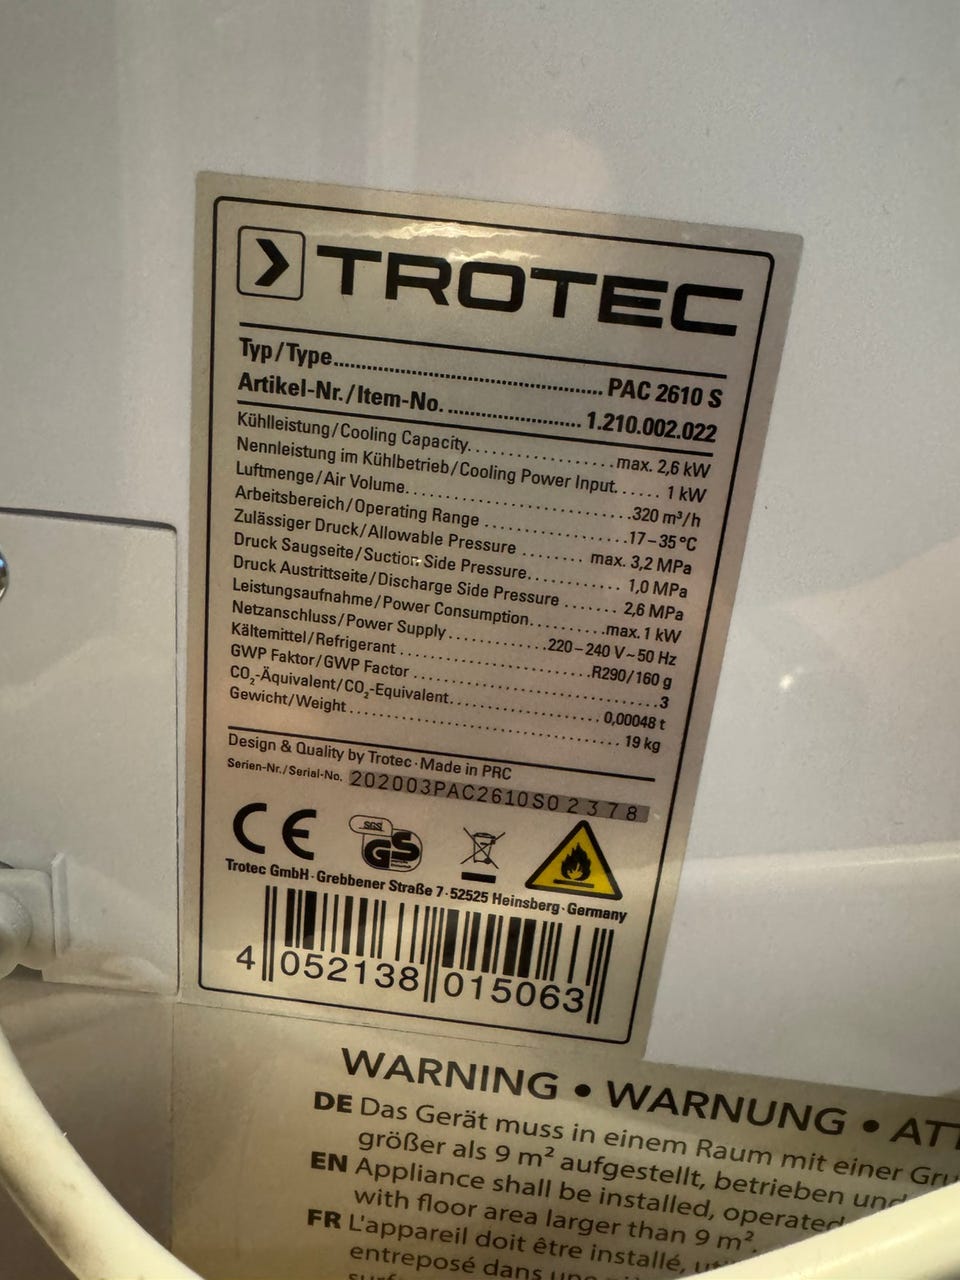 TROTEC
Typ/Type.................................... PAC 2610 S
Artikel-Nr./Item-No. .................... 1.210.002.022
Kühlleistung/Cooling Capacity.................. max. 2,6 kW
Nennleistung im Kühlbetrieb/Cooling Power Input...... 1 kW
Luftmenge/Air Volume.............................. 320 m³/h
Arbeitsbereich/Operating Range .................. 17–35 °C
Zulässiger Druck/Allowable Pressure ........ max. 3,2 MPa
Druck Saugseite/Suction Side Pressure............ 1,0 MPa
Druck Austrittseite/Discharge Side Pressure ....... 2,6 MPa
Leistungsaufnahme/Power Consumption..........max. 1 kW
Netzanschluss/Power Supply .......... 220–240 V ~ 50 Hz
Kältemittel/Refrigerant ........................ R290/160 g
GWP Faktor/GWP Factor .............................. 3
CO₂-Äquivalent/CO₂-Equivalent................ 0,00048 t
Gewicht/Weight .................................. 19 kg
Design & Quality by Trotec · Made in PRC
Serien-Nr./Serial-No. 202003PAC2610S02378
CE SGS GS
Trotec GmbH · Grebbener Straße 7 · 52525 Heinsberg · Germany
4 052138 015063
WARNING • WARNUNG • ATT
DE Das Gerät muss in einem Raum mit einer Gru
größer als 9 m² aufgestellt, betrieben und
EN Appliance shall be installed, operated
with floor area larger than 9 m².
FR L'appareil doit être installé, ut
entreposé dans une